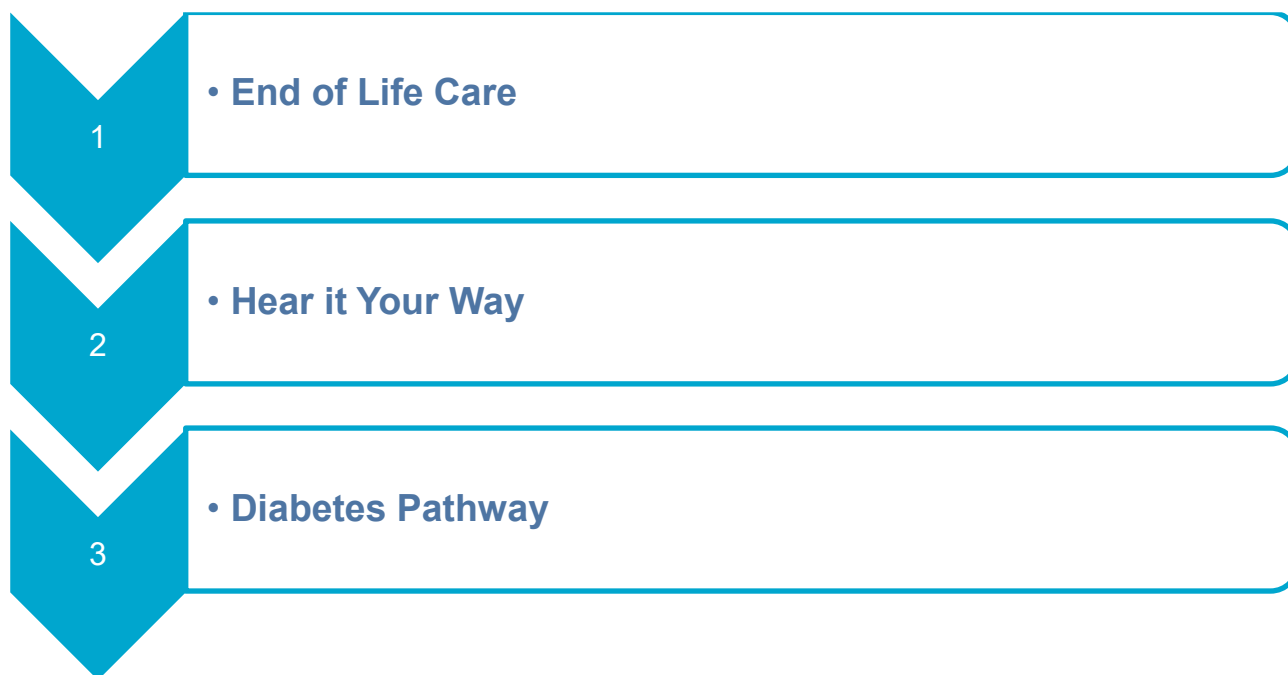 1
• End of Life Care
2
• Hear it Your Way
3
• Diabetes Pathway